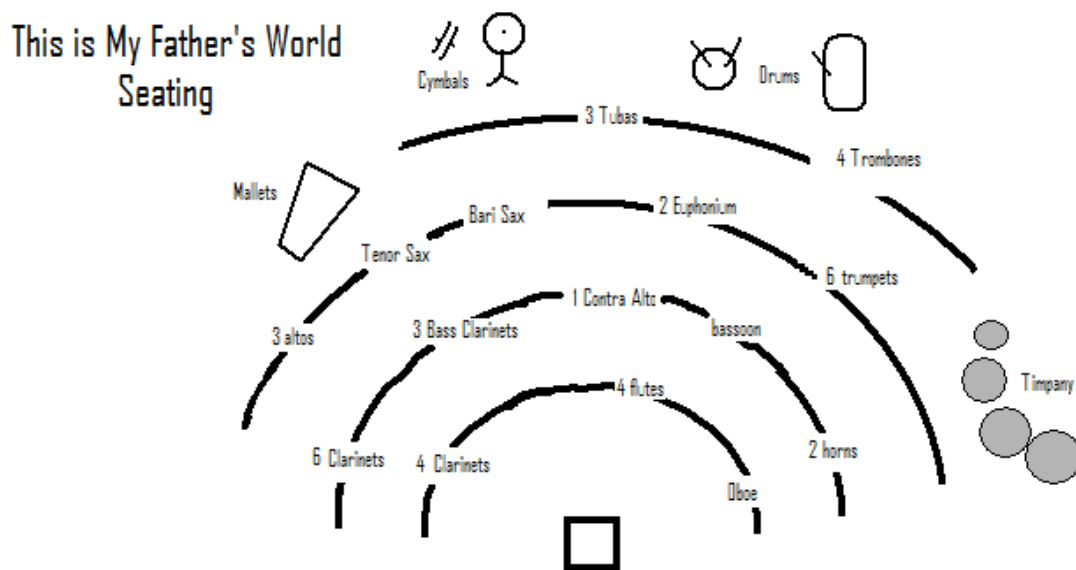 This is My Father's World
Seating
Cymbals
Drums
3 Tubas
4 Trombones
Mallets
Bari Sax
2 Euphonium
Tenor Sax
6 trumpets
3 altos
3 Bass Clarinets
1 Contra Alto
bassoon
4 flutes
Timpany
6 Clarinets
4 Clarinets
2 horns
Oboe